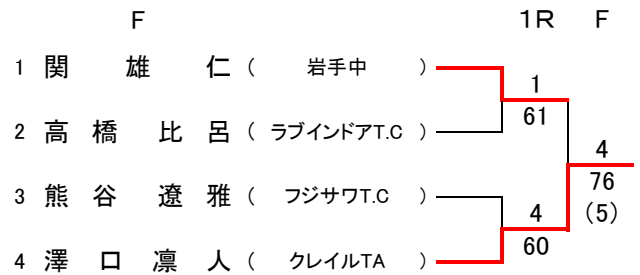 F 1R F
1 関 雄 仁 ( 岩手中 )
1
61
2 高 橋 比 呂 ( ラブインドアT.C )
4
76
(5)
3 熊 谷 遼 雅 ( フジサワT.C )
4
60
4 澤 口 凛 人 ( クレイルTA )